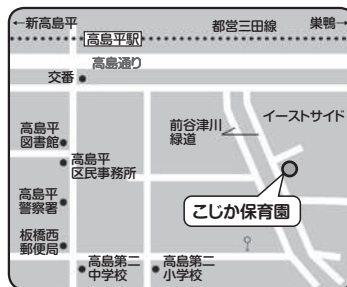 ←新高島平
都営三田線
巣鴨→
高島平駅
高島通り
交番
前谷津川
緑道
イーストサイド
高島平
図書館
高島平
区民事務所
こじか保育園
高島平
警察署
板橋西
郵便局
高島第二
中学校
高島第二
小学校